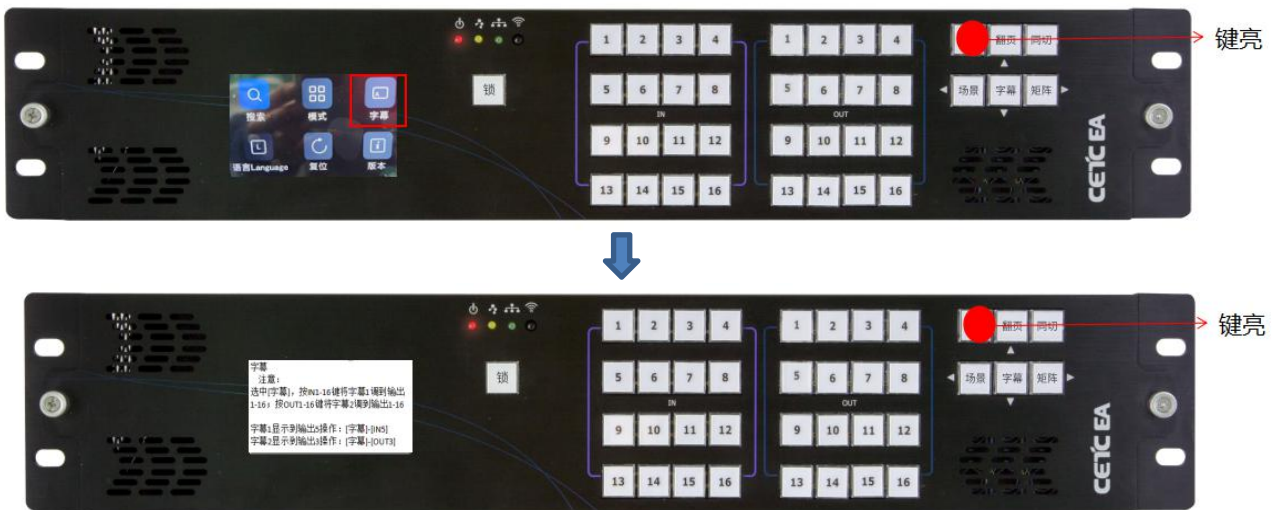 1 2 3 4
1 2 3 4
翻页 同切
键亮
搜索 模式 字幕
锁
5 6 7 8
5 6 7 8
场景 字幕 矩阵
IN
OUT
语言Language 复位 版本
9 10 11 12
9 10 11 12
13 14 15 16
13 14 15 16
CETC EA
1 2 3 4
1 2 3 4
翻页 同切
键亮
字幕
注意：
选中[字幕]，按IN1-16键将字幕1调到输出
1-16；按OUT1-16键将字幕2调到输出1-16
字幕1显示到输出5操作：[字幕]-[IN5]
字幕2显示到输出3操作：[字幕]-[OUT3]
锁
5 6 7 8
5 6 7 8
场景 字幕 矩阵
IN
OUT
9 10 11 12
9 10 11 12
13 14 15 16
13 14 15 16
CETC EA